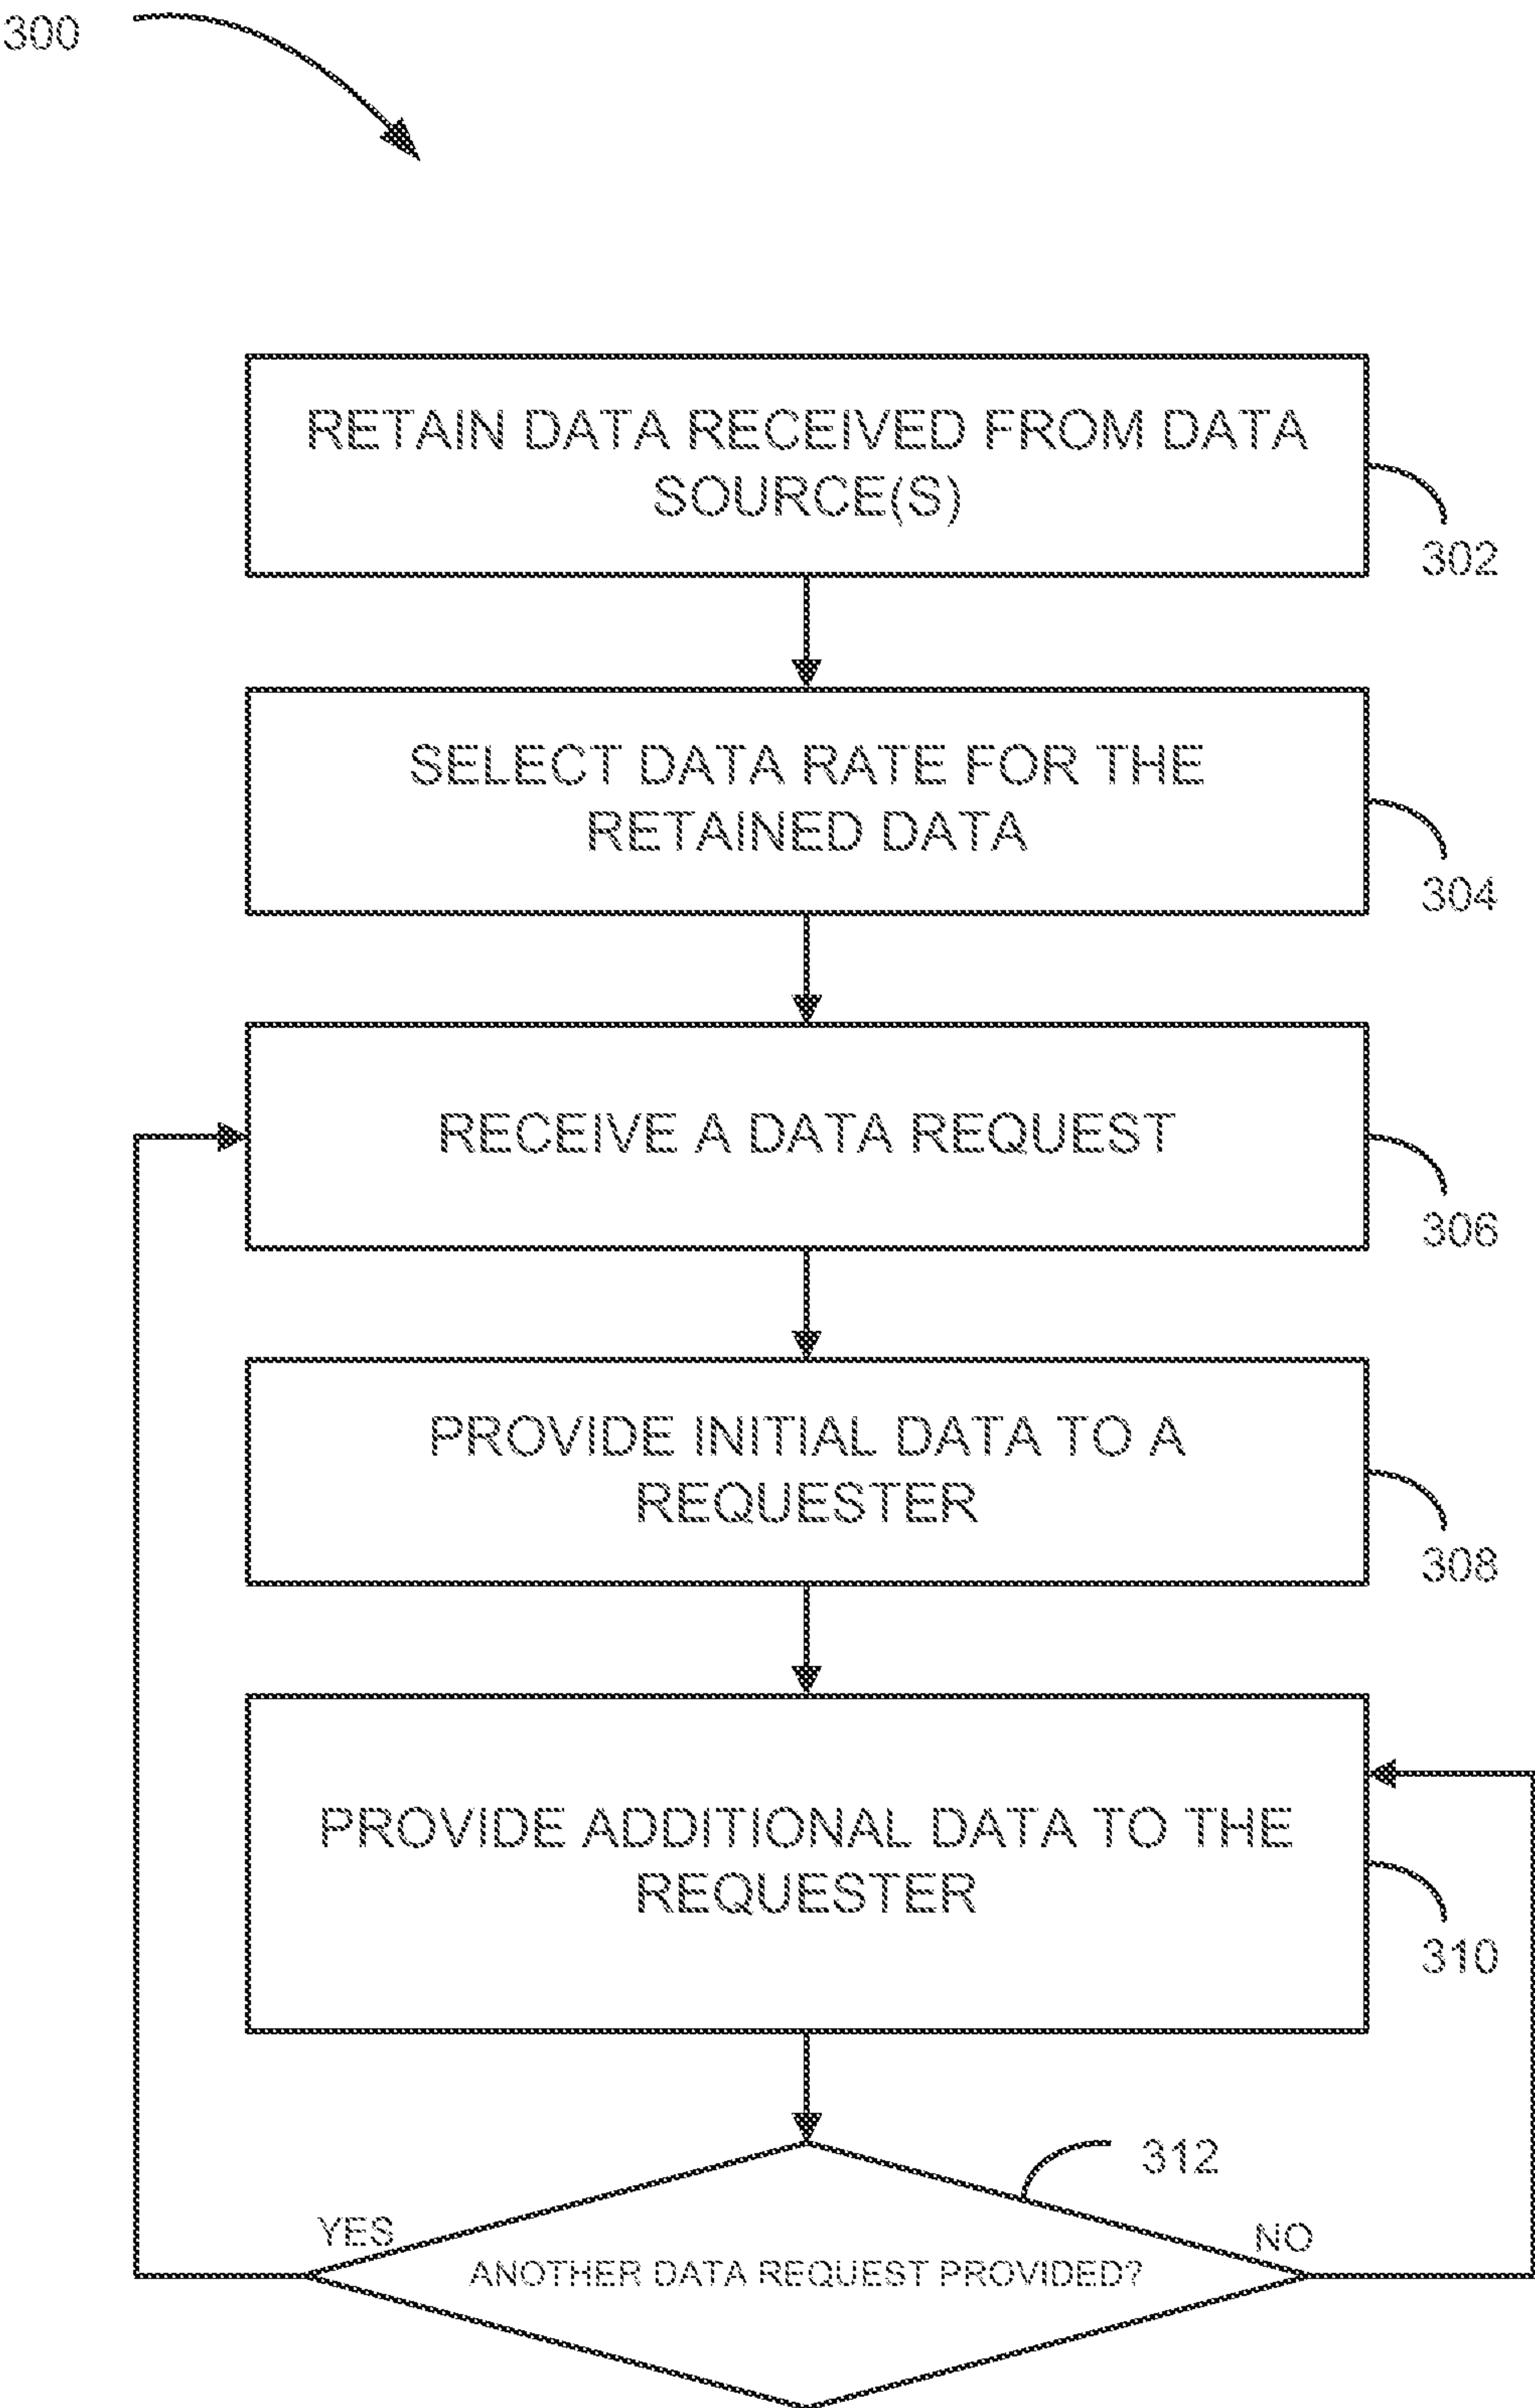 300
RETAIN DATA RECEIVED FROM DATA
SOURCE(S)
302
SELECT DATA RATE FOR THE
RETAINED DATA
304
RECEIVE A DATA REQUEST
306
PROVIDE INITIAL DATA TO A
REQUESTER
308
PROVIDE ADDITIONAL DATA TO THE
REQUESTER
310
312
YES
NO
ANOTHER DATA REQUEST PROVIDED?